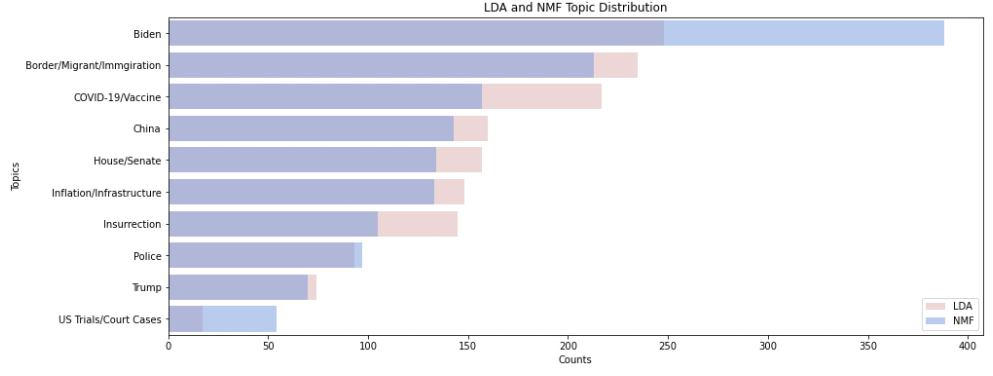 LDA and NMF Topic Distribution
Topics
Biden
Border/Migrant/Immgiration
COVID-19/Vaccine
China
House/Senate
Inflation/Infrastructure
Insurrection
Police
Trump
US Trials/Court Cases
LDA
NMF
0 50 100 150 200 250 300 350 400
Counts